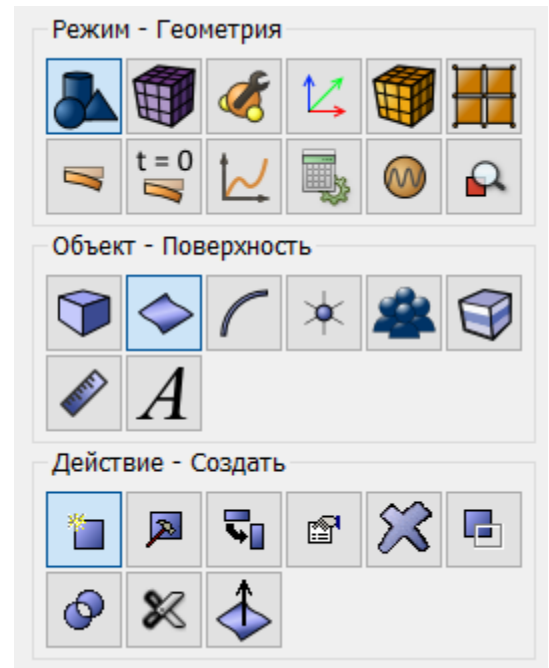 Режим - Геометрия
t = 0
Объект - Поверхность
A
Действие - Создать